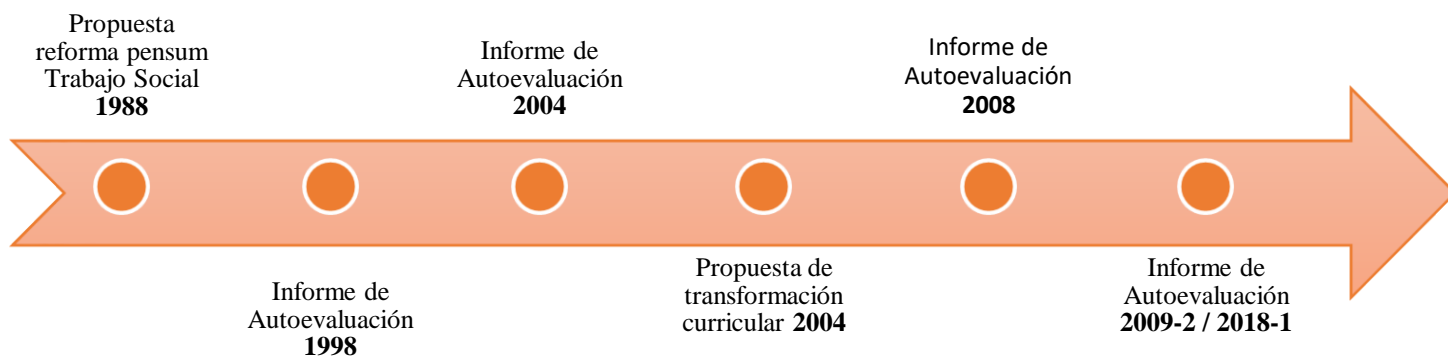 Propuesta
reforma pensum
Trabajo Social
1988
Informe de
Autoevaluación
1998
Informe de
Autoevaluación
2004
Propuesta de
transformación
curricular 2004
Informe de
Autoevaluación
2008
Informe de
Autoevaluación
2009-2 / 2018-1